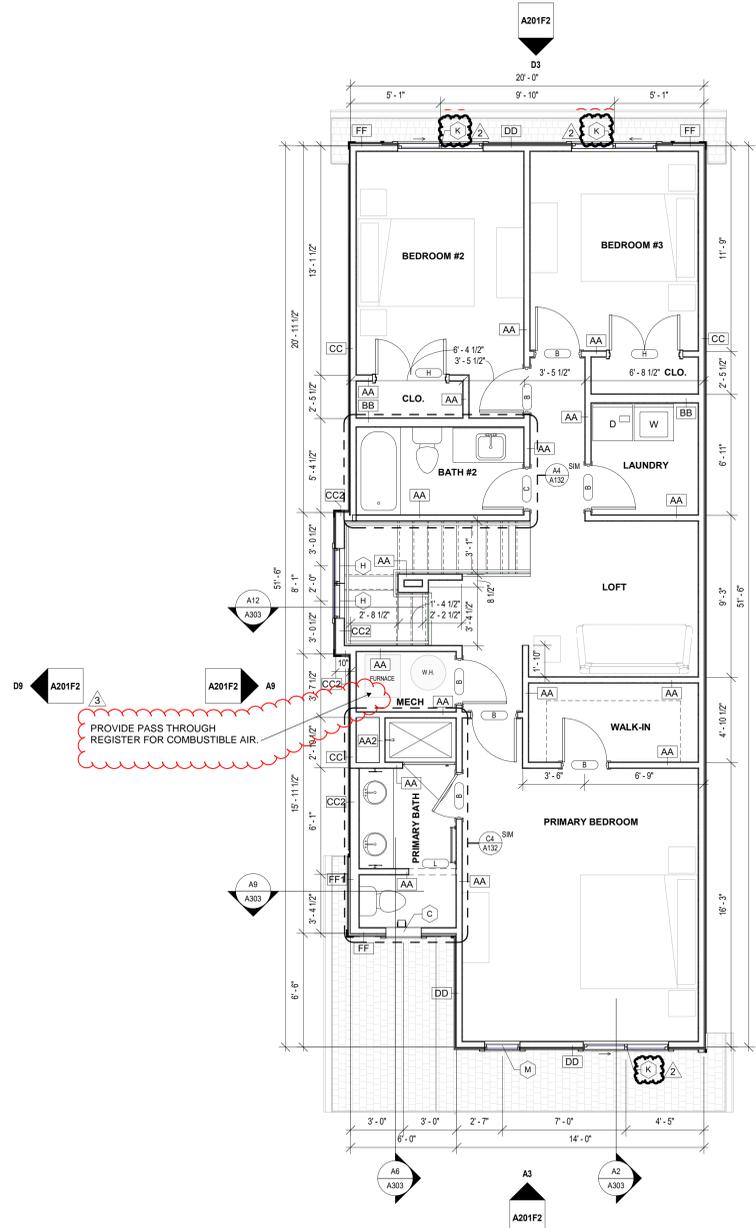 A201F2
D3
20' - 0"
5' - 1" 9' - 10" 5' - 1"
FF K 2 DD 2 K FF
BEDROOM #2
BEDROOM #3
13' - 1 1/2"
11' - 9"
20' - 11 1/2"
AA AA
B H
CC CC
6' - 4 1/2"
3' - 5 1/2"
H
3' - 5 1/2" 6' - 8 1/2" CLO.
2' - 5 1/2"
2' - 5 1/2"
AA
BB
CLO.
AA
B
AA
BB
D W
BATH #2
AA
C
A4
A132
SIM
B
LAUNDRY
6' - 11"
5' - 4 1/2"
AA
AA
CC2
3' - 0 1/2"
2' - 0"
3' - 0 1/2"
8' - 1"
51' - 6"
51' - 6"
H
H
AA
3' - 1"
8 1/2"
LOFT
9' - 3"
A12
A303
2' - 8 1/2"
1' - 4 1/2"
2' - 2 1/2"
3' - 4 1/2"
CC2
1' - 10"
D9 A201F2
A201F2 A9
3
10"
CC2
3' - 7 1/2"
AA
FURNACE
W.H.
MECH
AA
B
B
AA
AA
WALK-IN
AA
4' - 10 1/2"
PROVIDE PASS THROUGH
REGISTER FOR COMBUSTIBLE AIR.
2' - 10 1/2"
CC
AA2
AA
B
B
3' - 6" 6' - 9"
15' - 11 1/2"
CC2
6' - 1"
PRIMARY BATH
PRIMARY BEDROOM
C4
A132
SIM
L
A9
A303
FF1
AA
AA
3' - 4 1/2"
C
FF
16' - 3"
6' - 6"
DD
M
DD
K
2
3' - 0" 3' - 0" 2' - 7" 7' - 0" 4' - 5"
6' - 0" 14' - 0"
A6
A303
A3
A201F2
A2
A303